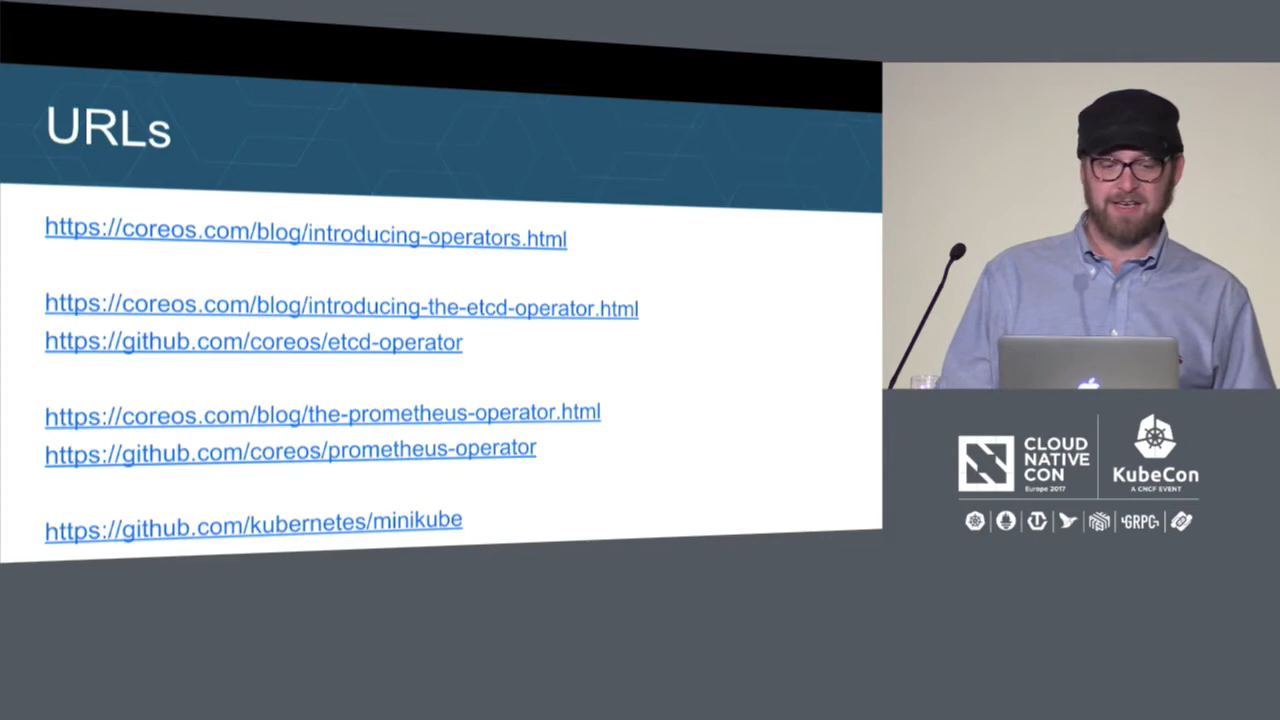 URLs
https://coreos.com/blog/introducing-operators.html
https://coreos.com/blog/introducing-the-etcd-operator.html
https://github.com/coreos/etcd-operator
https://coreos.com/blog/the-prometheus-operator.html
https://github.com/coreos/prometheus-operator
https://github.com/kubernetes/minikube
CLOUD
NATIVE
CON
Europe 2017
KubeCon
A CNCF EVENT
GRPC